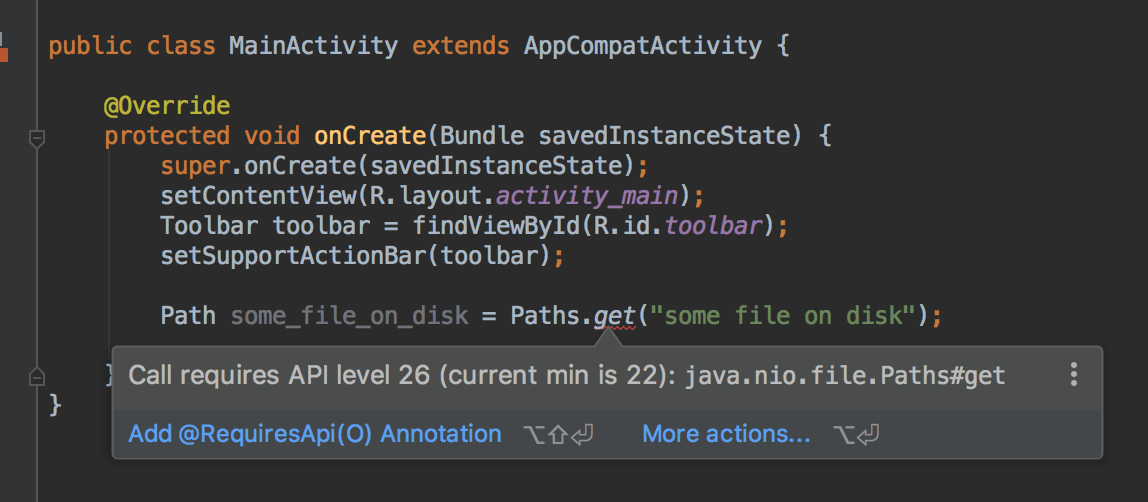 public class MainActivity extends AppCompatActivity {
@Override
protected void onCreate(Bundle savedInstanceState) {
super.onCreate(savedInstanceState);
setContentView(R.layout.activity_main);
Toolbar toolbar = findViewById(R.id.toolbar);
setSupportActionBar(toolbar);
Path some_file_on_disk = Paths.get("some file on disk");
}
Call requires API level 26 (current min is 22): java.nio.file.Paths#get
}
Add @RequiresApi(O) Annotation ⌥⇧⏎ More actions... ⌥⏎